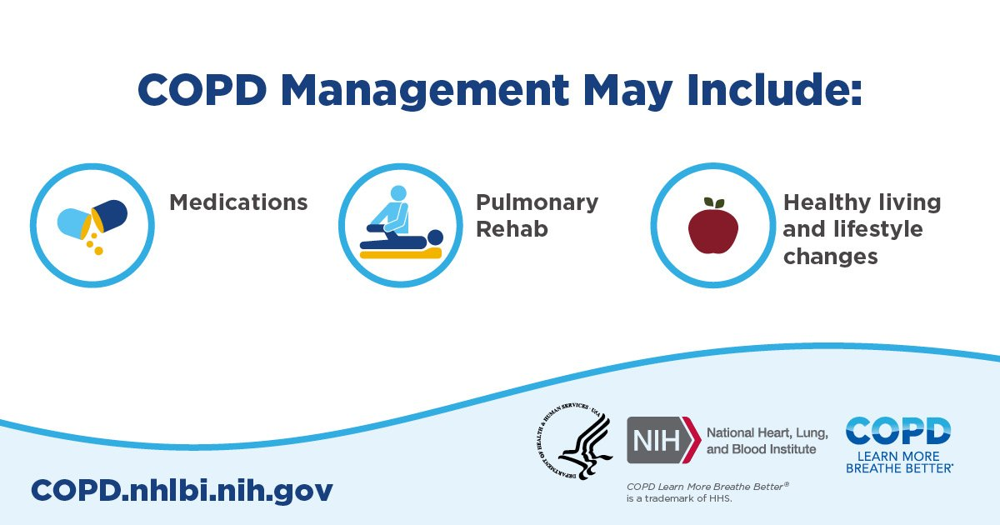 COPD Management May Include:
Medications
Pulmonary
Rehab
Healthy living
and lifestyle
changes
DEPARTMENT OF HEALTH & HUMAN SERVICES · USA
NIH
National Heart, Lung,
and Blood Institute
COPD
LEARN MORE
BREATHE BETTER®
COPD Learn More Breathe Better®
is a trademark of HHS.
COPD.nhlbi.nih.gov